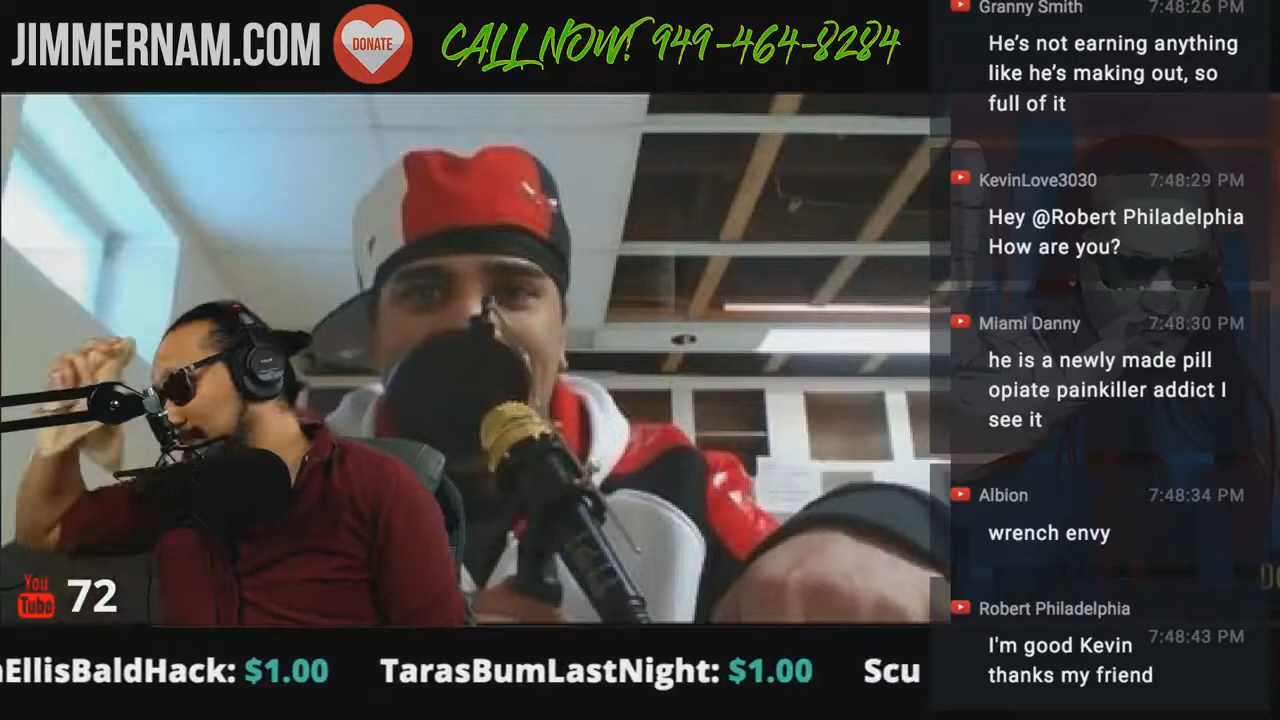 JIMMERNAM.COM
DONATE
CALL NOW! 949-464-8284
Granny Smith 7:48:26 PM
He's not earning anything
like he's making out, so
full of it
KevinLove3030 7:48:29 PM
Hey @Robert Philadelphia
How are you?
Miami Danny 7:48:30 PM
he is a newly made pill
opiate painkiller addict I
see it
Albion 7:48:34 PM
wrench envy
Robert Philadelphia
7:48:43 PM
I'm good Kevin
thanks my friend
You
Tube 72
EllisBaldHack: $1.00 TarasBumLastNight: $1.00 Scu